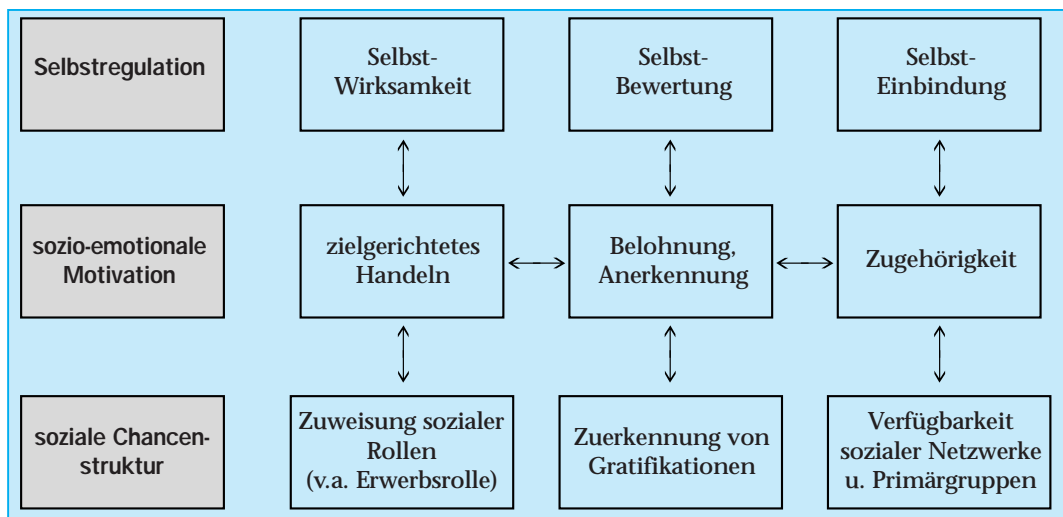 Selbstregulation
Selbst-
Wirksamkeit
Selbst-
Bewertung
Selbst-
Einbindung
sozio-emotionale
Motivation
zielgerichtetes
Handeln
Belohnung,
Anerkennung
Zugehörigkeit
soziale Chancen-
struktur
Zuweisung sozialer
Rollen
(v.a. Erwerbsrolle)
Zuerkennung von
Gratifikationen
Verfügbarkeit
sozialer Netzwerke
u. Primärgruppen